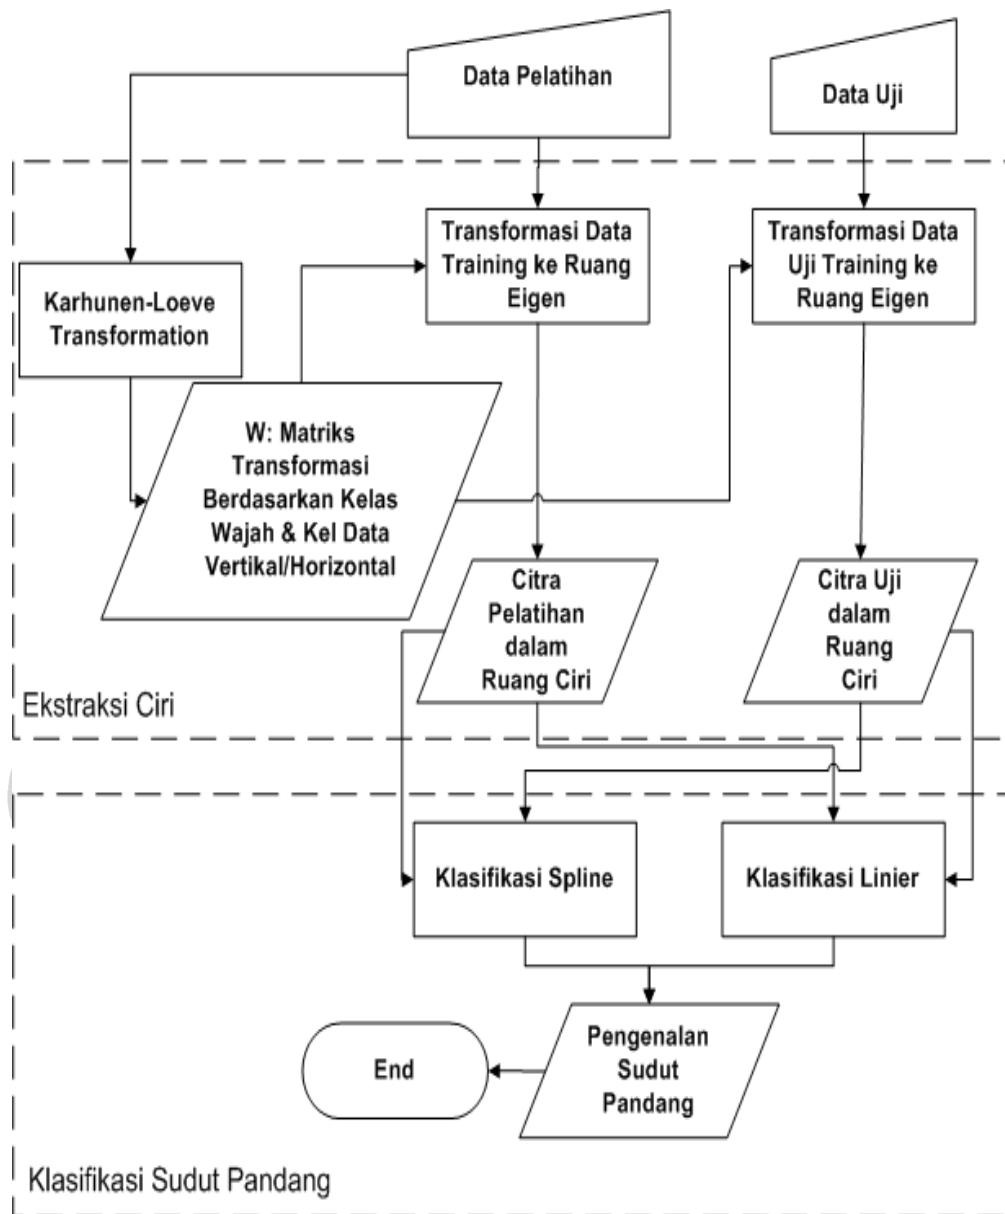 Data Pelatihan
Data Uji
Transformasi Data
Training ke Ruang
Eigen
Transformasi Data
Uji Training ke
Ruang Eigen
Karhunen-Loeve
Transformation
W: Matriks
Transformasi
Berdasarkan Kelas
Wajah & Kel Data
Vertikal/Horizontal
Citra
Pelatihan
dalam
Ruang Ciri
Citra Uji
dalam
Ruang
Ciri
Ekstraksi Ciri
Klasifikasi Spline
Klasifikasi Linier
Pengenalan
Sudut
Pandang
End
Klasifikasi Sudut Pandang